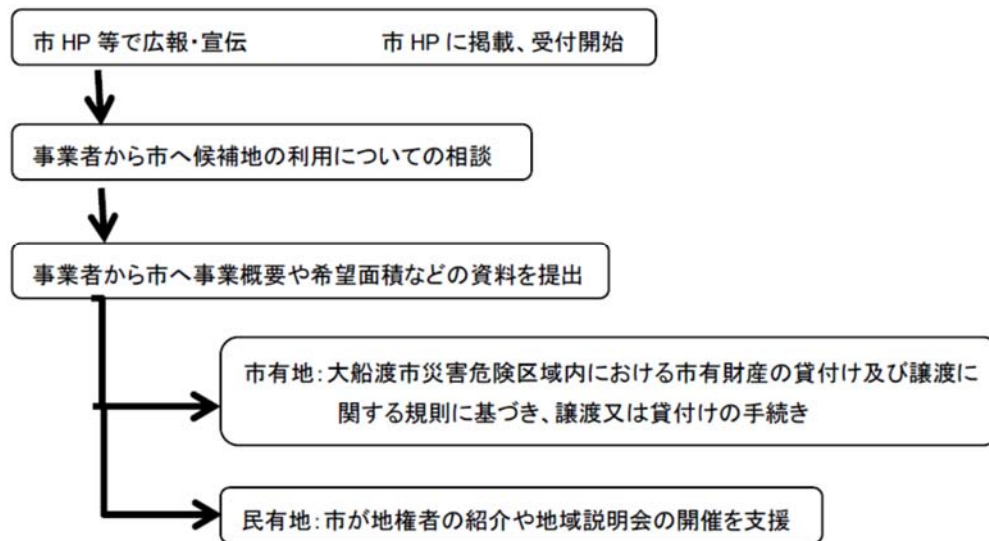 市 HP 等で広報・宣伝 市 HP に掲載、受付開始
事業者から市へ候補地の利用についての相談
事業者から市へ事業概要や希望面積などの資料を提出
市有地：大船渡市災害危険区域内における市有財産の貸付け及び譲渡に
関する規則に基づき、譲渡又は貸付けの手続き
民有地：市が地権者の紹介や地域説明会の開催を支援